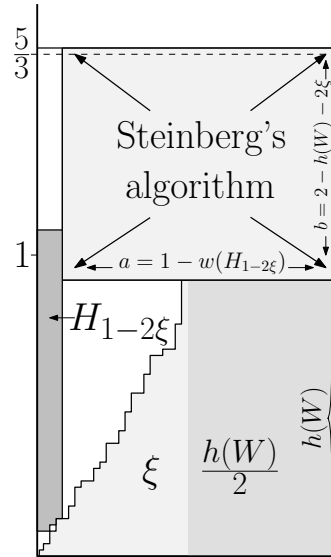 5/3
Steinberg's
algorithm
b = 2 − h(W) − 2ξ
1
a = 1 − w(H_{1−2ξ})
H_{1−2ξ}
h(W)
ξ
h(W)/2